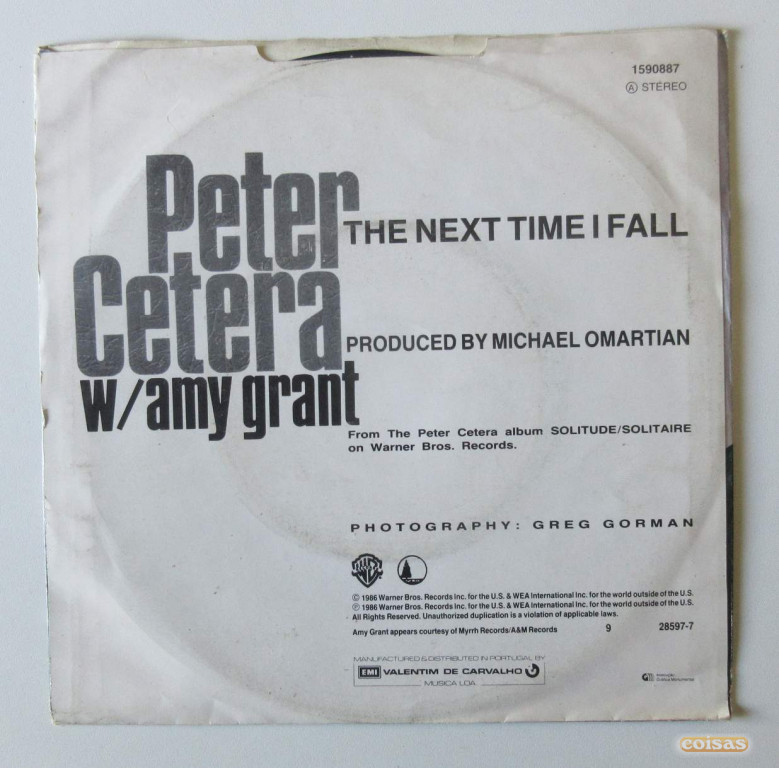 1590887
Ⓐ STEREO
Peter
Cetera
w/amy grant
THE NEXT TIME I FALL
PRODUCED BY MICHAEL OMARTIAN
From The Peter Cetera album SOLITUDE/SOLITAIRE
on Warner Bros. Records.
PHOTOGRAPHY: GREG GORMAN
© 1986 Warner Bros. Records Inc. for the U.S. & WEA International Inc. for the world outside of the U.S.
℗ 1986 Warner Bros. Records Inc. for the U.S. & WEA International Inc. for the world outside of the U.S.
All Rights Reserved. Unauthorized duplication is a violation of applicable laws.
Amy Grant appears courtesy of Myrrh Records/A&M Records 9 28597-7
MANUFACTURED & DISTRIBUTED IN PORTUGAL BY
EMI VALENTIM DE CARVALHO
MÚSICA LDA
coisas